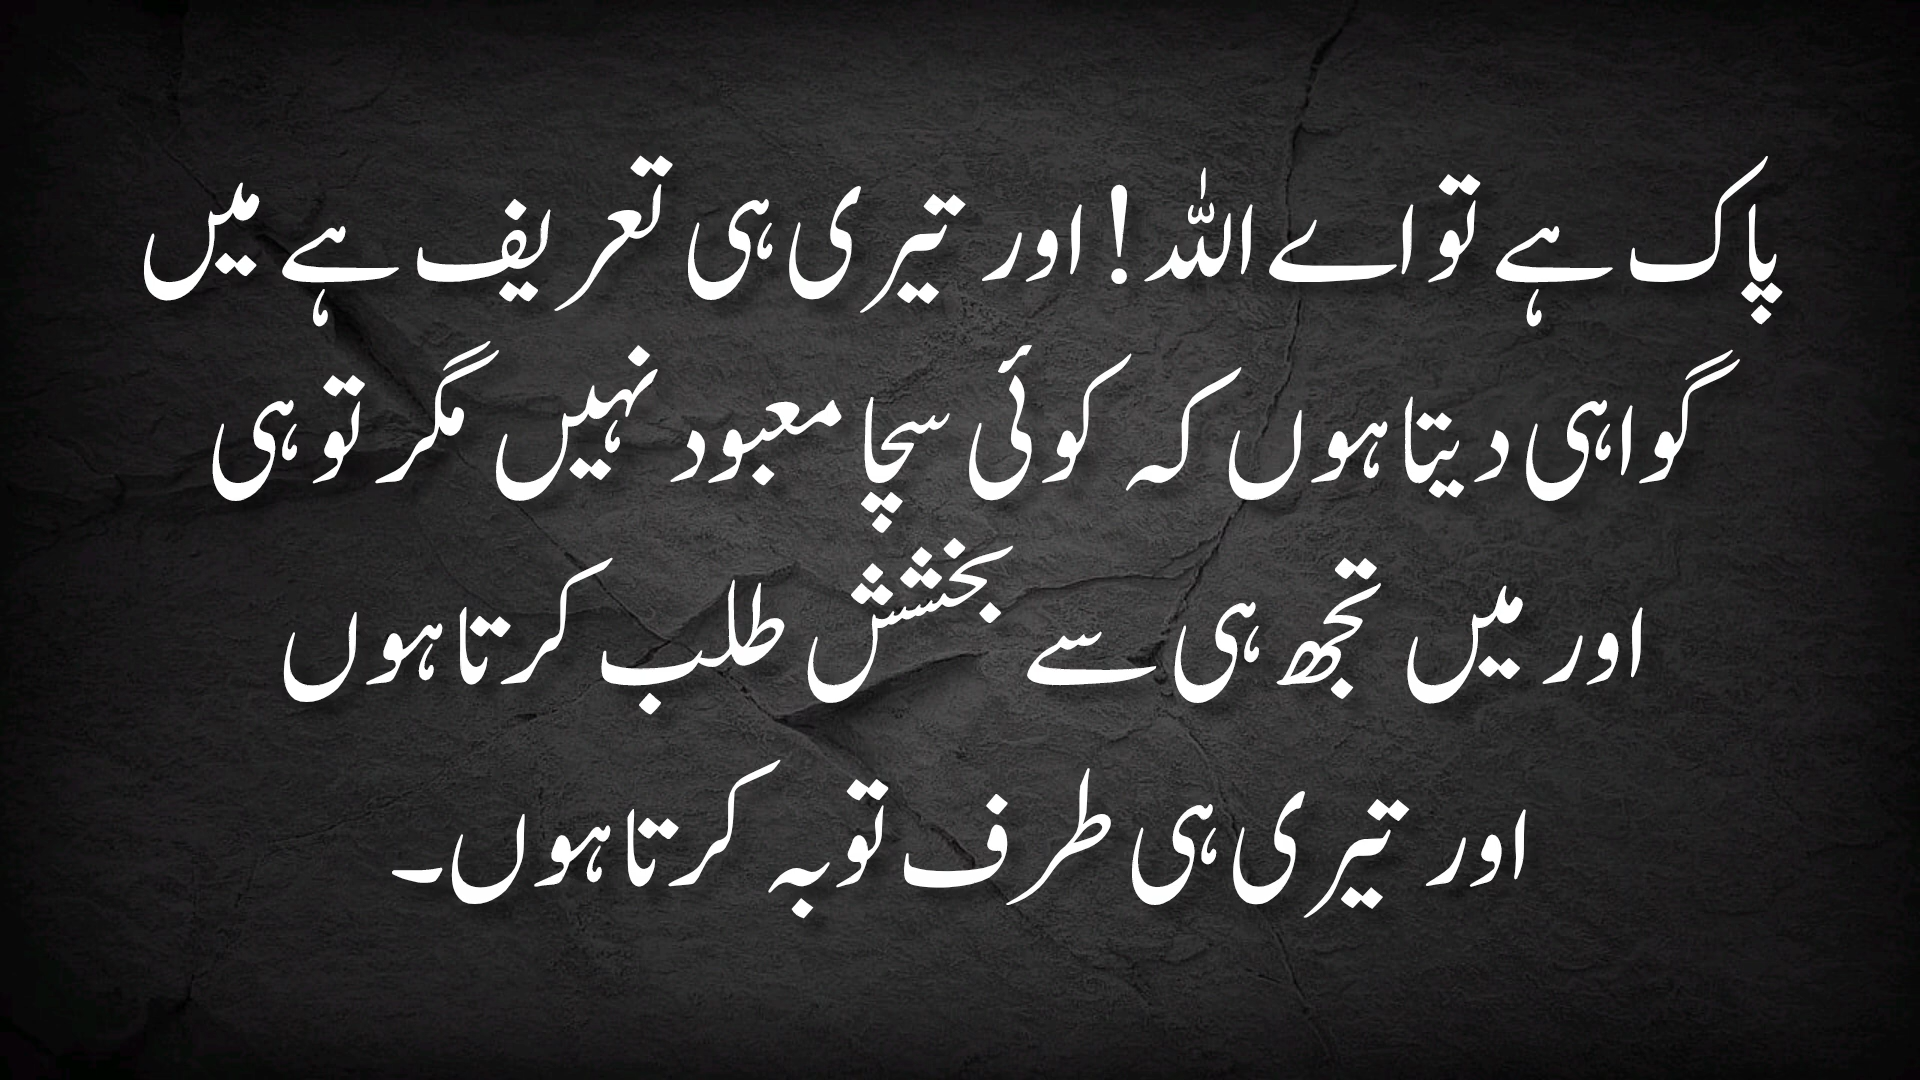 پاک ہے تو اے اللہ! اور تیری ہی تعریف ہے میں
گواہی دیتا ہوں کہ کوئی سچا معبود نہیں مگر تو ہی
اور میں تجھ ہی سے بخشش طلب کرتا ہوں
اور تیری ہی طرف توبہ کرتا ہوں۔